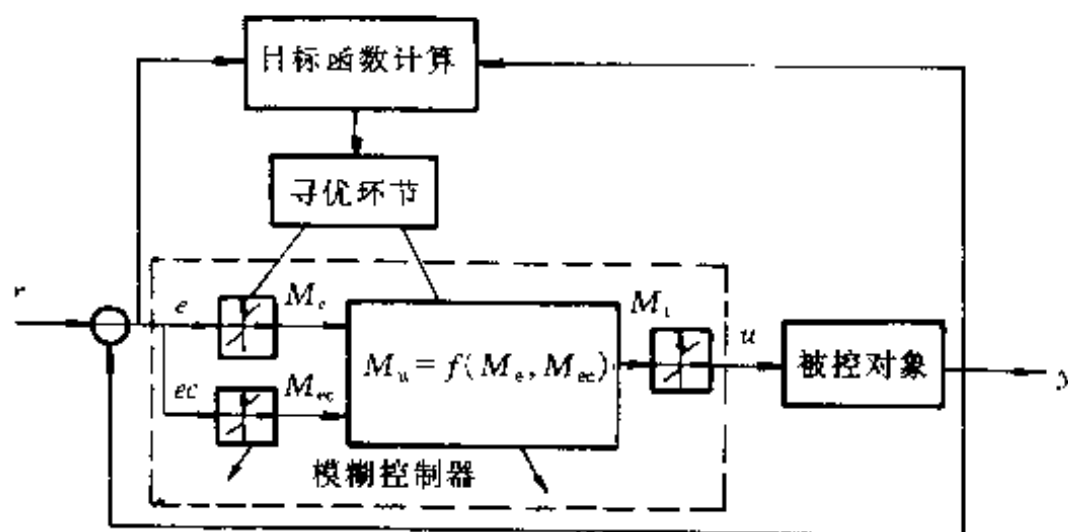 目标函数计算
寻优环节
r
e
M_e
M_u = f(M_e, M_ec)
u
被控对象
y
ec
M_ec
模糊控制器